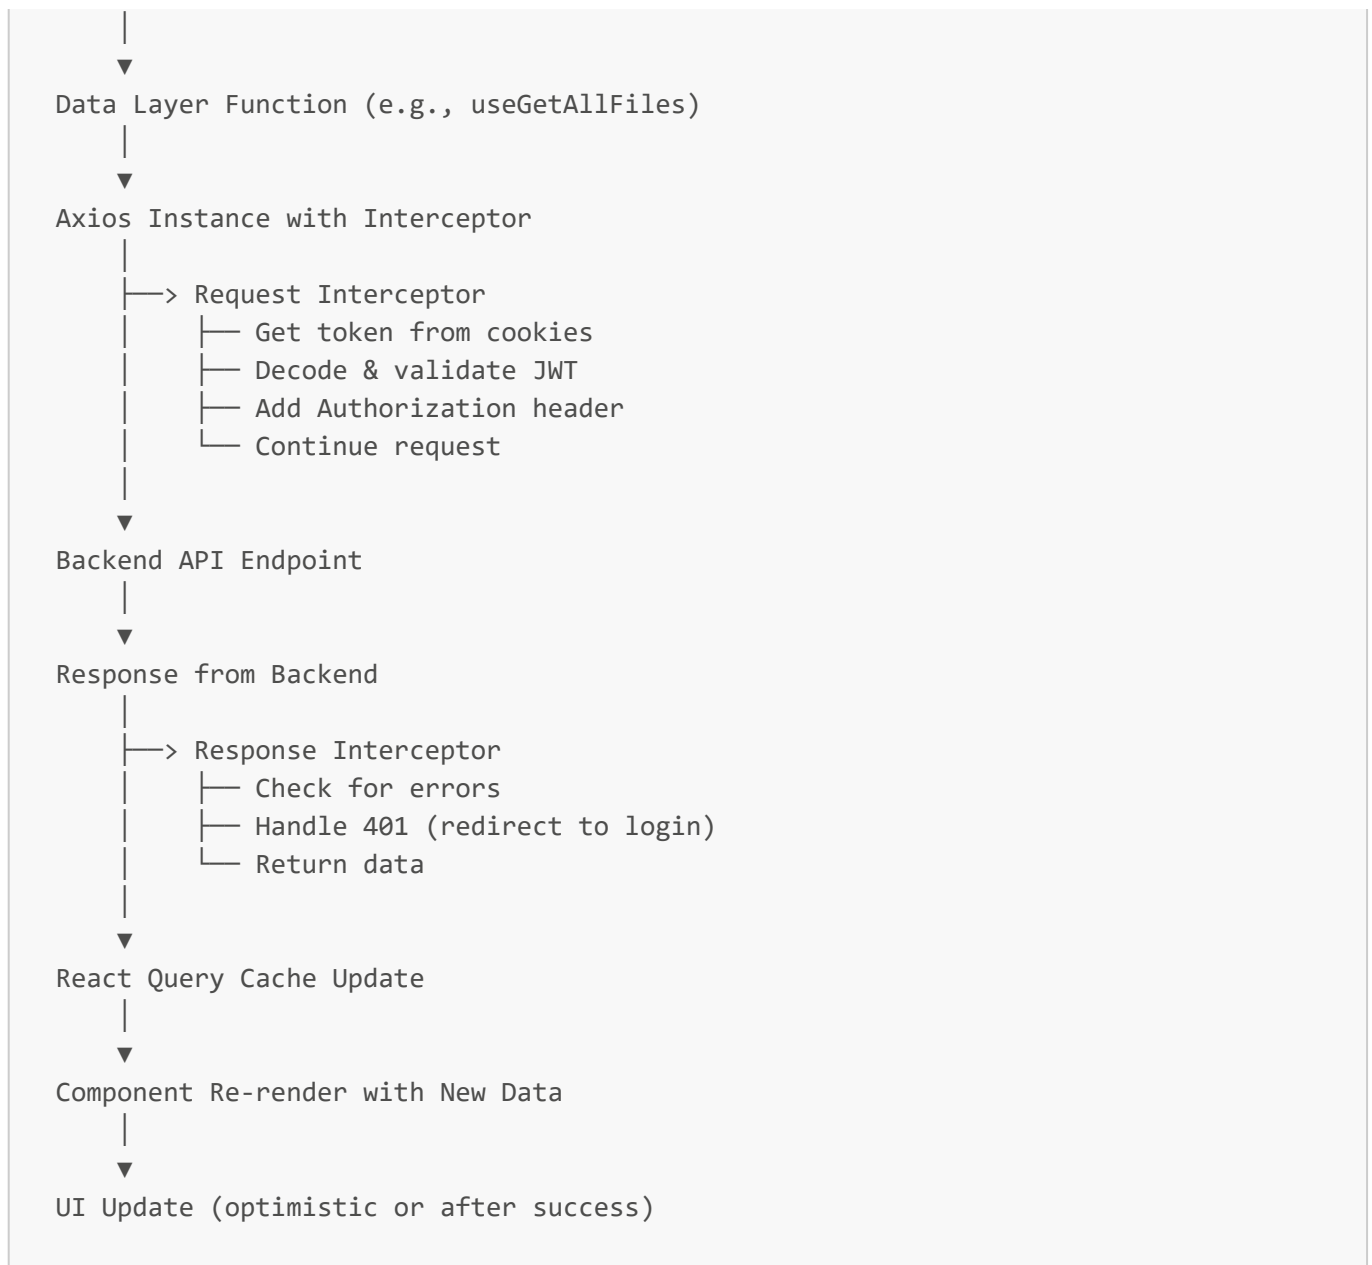 │
▼
Data Layer Function (e.g., useGetAllFiles)
│
▼
Axios Instance with Interceptor
│
├──> Request Interceptor
│    ├── Get token from cookies
│    ├── Decode & validate JWT
│    ├── Add Authorization header
│    └── Continue request
│
▼
Backend API Endpoint
│
▼
Response from Backend
│
├──> Response Interceptor
│    ├── Check for errors
│    ├── Handle 401 (redirect to login)
│    └── Return data
│
▼
React Query Cache Update
│
▼
Component Re-render with New Data
│
▼
UI Update (optimistic or after success)